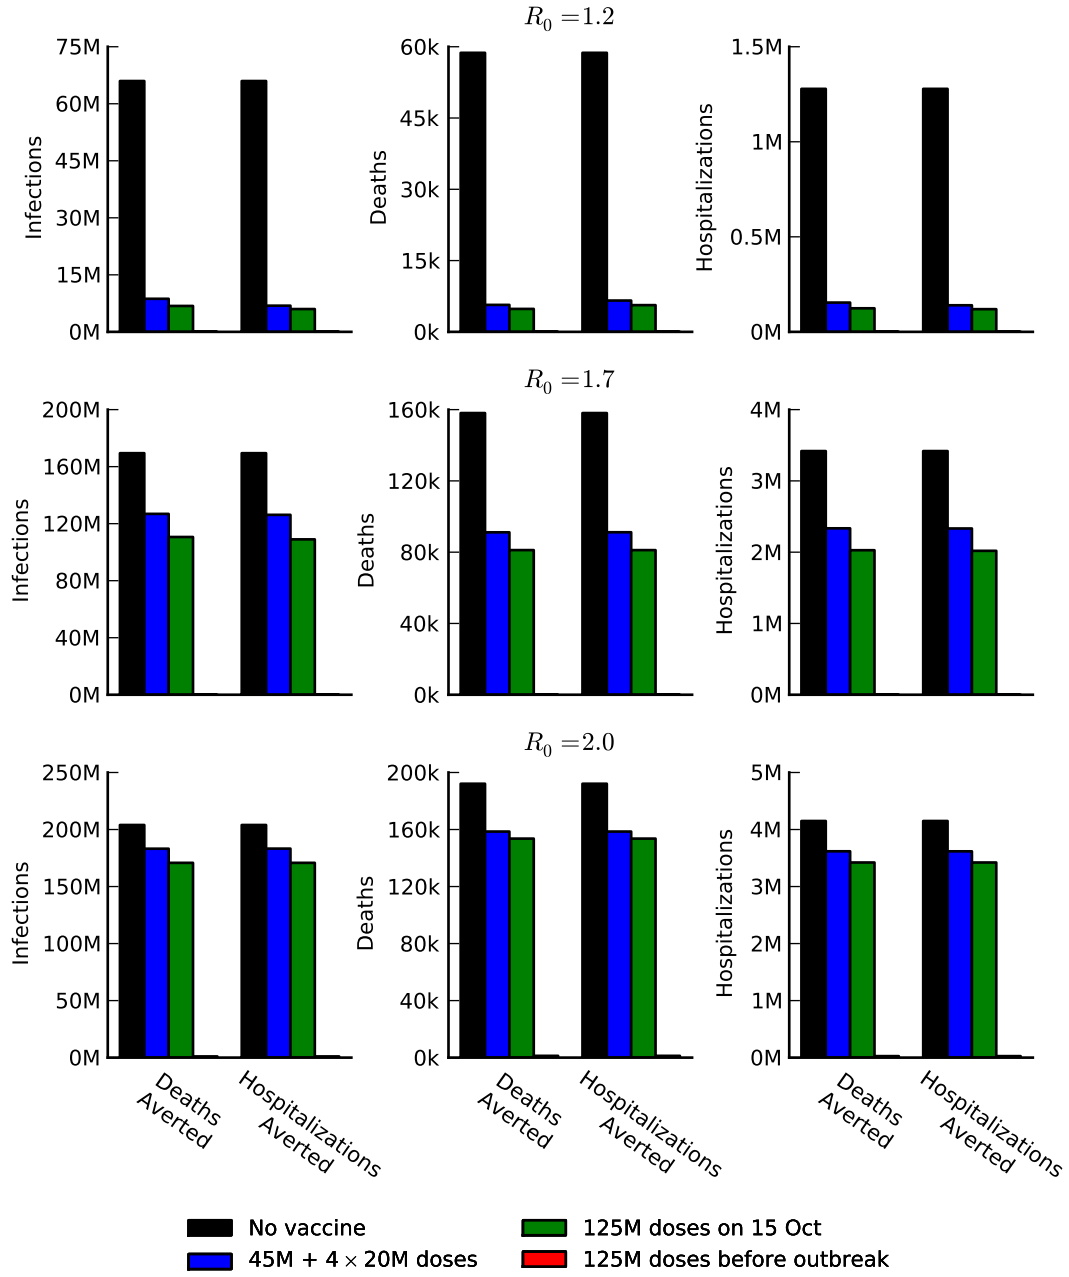 R0 =1.2
75M
60M
45M
30M
15M
0M
Infections
60k
45k
30k
15k
0k
Deaths
1.5M
1M
0.5M
0M
Hospitalizations
R0 =1.7
200M
160M
120M
80M
40M
0M
Infections
160k
120k
80k
40k
0k
Deaths
4M
3M
2M
1M
0M
Hospitalizations
R0 =2.0
250M
200M
150M
100M
50M
0M
Infections
200k
160k
120k
80k
40k
0k
Deaths
5M
4M
3M
2M
1M
0M
Hospitalizations
Deaths
Averted
Hospitalizations
Averted
Deaths
Averted
Hospitalizations
Averted
Deaths
Averted
Hospitalizations
Averted
No vaccine
45M + 4 × 20M doses
125M doses on 15 Oct
125M doses before outbreak